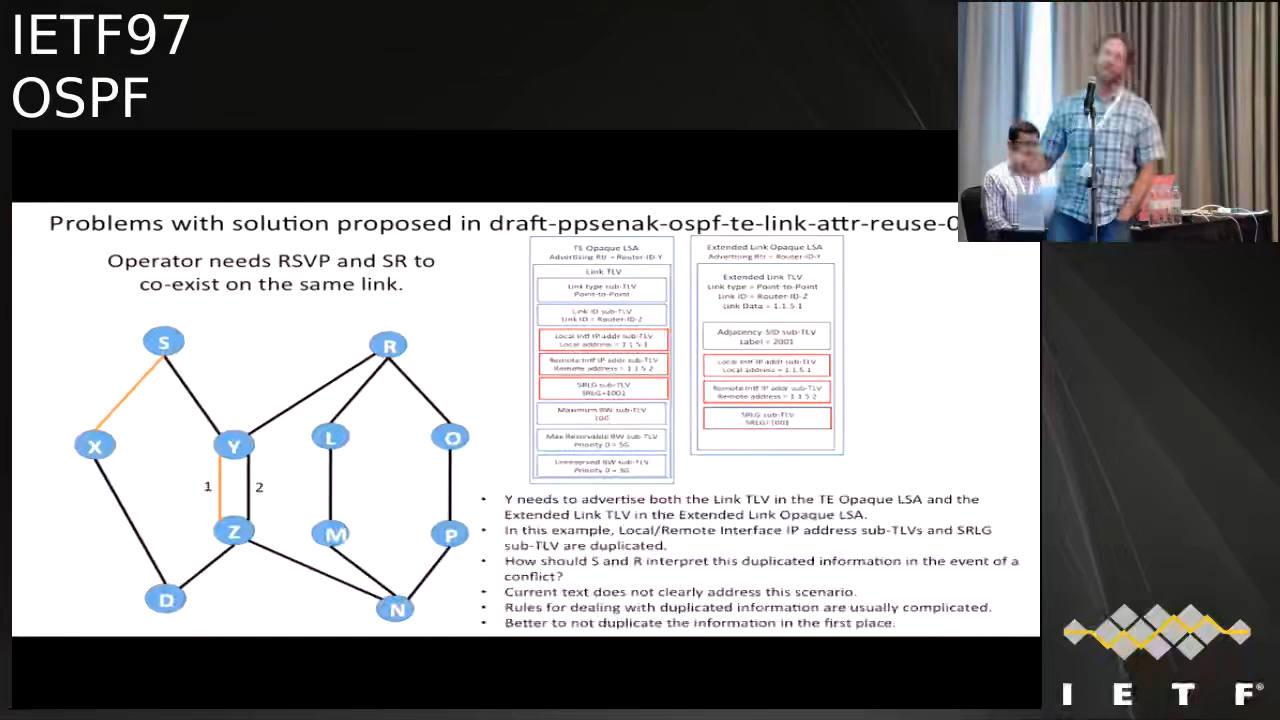 IETF97
OSPF
Problems with solution proposed in draft-ppsenak-ospf-te-link-attr-reuse-0
Operator needs RSVP and SR to
co-exist on the same link.
S
R
X
Y
L
O
1
2
Z
M
P
D
N
TE Opaque LSA
Advertising Rtr = Router-ID-Y
Link TLV
Link type sub-TLV
Point-to-Point
Link ID sub-TLV
Link ID = Router-ID-Z
Local Intf IP addr sub-TLV
Local address = 1.1.5.1
Remote Intf IP addr sub-TLV
Remote address = 1.1.5.2
SRLG sub-TLV
SRLG=1001
Maximum BW sub-TLV
10G
Max Reservable BW sub-TLV
Priority 0 = 5G
Unreserved BW sub-TLV
Priority 0 = 3G
Extended Link Opaque LSA
Advertising Rtr = Router-ID-Y
Extended Link TLV
Link type = Point-to-Point
Link ID = Router-ID-Z
Link Data = 1.1.5.1
Adjacency-SID sub-TLV
Label = 2001
Local Intf IP addr sub-TLV
Local address = 1.1.5.1
Remote Intf IP addr sub-TLV
Remote address = 1.1.5.2
SRLG sub-TLV
SRLG=1001
• Y needs to advertise both the Link TLV in the TE Opaque LSA and the
Extended Link TLV in the Extended Link Opaque LSA.
• In this example, Local/Remote Interface IP address sub-TLVs and SRLG
sub-TLV are duplicated.
• How should S and R interpret this duplicated information in the event of a
conflict?
• Current text does not clearly address this scenario.
• Rules for dealing with duplicated information are usually complicated.
• Better to not duplicate the information in the first place.
I E T F®